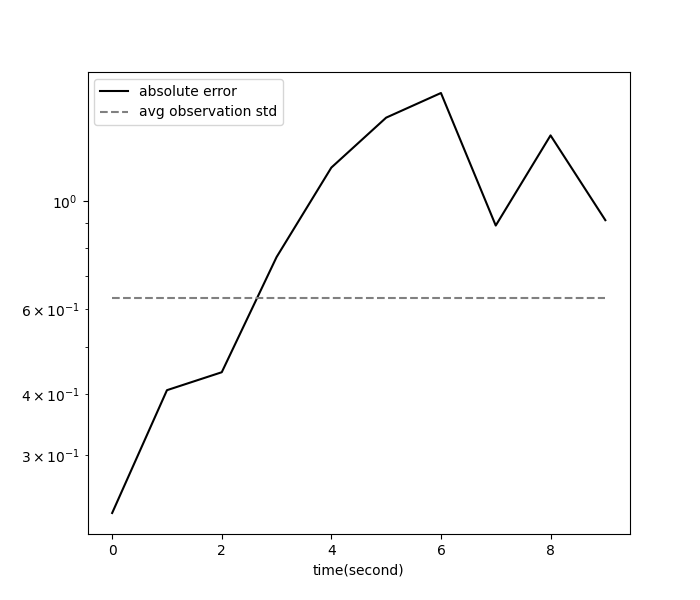 absolute error
avg observation std
10⁰
6 × 10⁻¹
4 × 10⁻¹
3 × 10⁻¹
0 2 4 6 8
time(second)